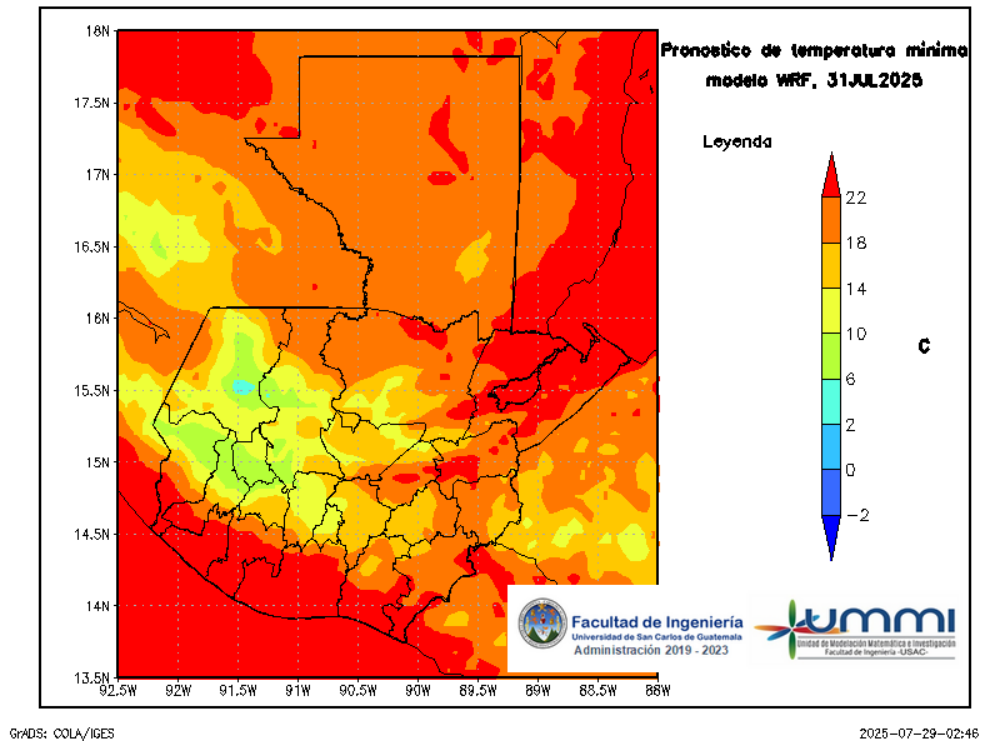 Pronostico de temperatura minima
modelo WRF, 31JUL2025
Leyenda
22
18
14
10
6
2
0
−2
C
18N
17.5N
17N
16.5N
16N
15.5N
15N
14.5N
14N
13.5N
92.5W 92W 91.5W 91W 90.5W 90W 89.5W 89W 88.5W 88W
Facultad de Ingeniería
Universidad de San Carlos de Guatemala
Administración 2019 - 2023
ummi
Unidad de Modelación Matemática e Investigación
Facultad de Ingeniería -USAC-
GrADS: COLA/IGES
2025-07-29-02:46